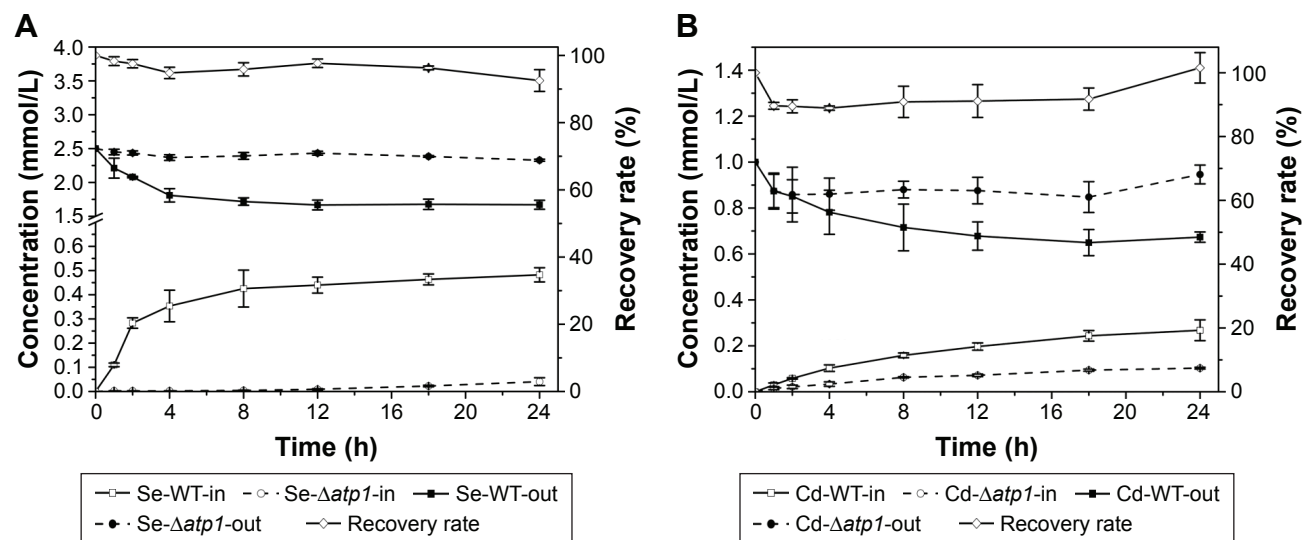 A
Concentration (mmol/L)
4.0
3.5
3.0
2.5
2.0
1.5
0.6
0.5
0.4
0.3
0.2
0.1
0.0
100
80
60
40
20
0
Recovery rate (%)
0 4 8 12 16 20 24
Time (h)
Se-WT-in Se-Δatp1-in Se-WT-out
Se-Δatp1-out Recovery rate
B
Concentration (mmol/L)
1.4
1.2
1.0
0.8
0.6
0.4
0.2
0.0
100
80
60
40
20
0
Recovery rate (%)
0 4 8 12 16 20 24
Time (h)
Cd-WT-in Cd-Δatp1-in Cd-WT-out
Cd-Δatp1-out Recovery rate